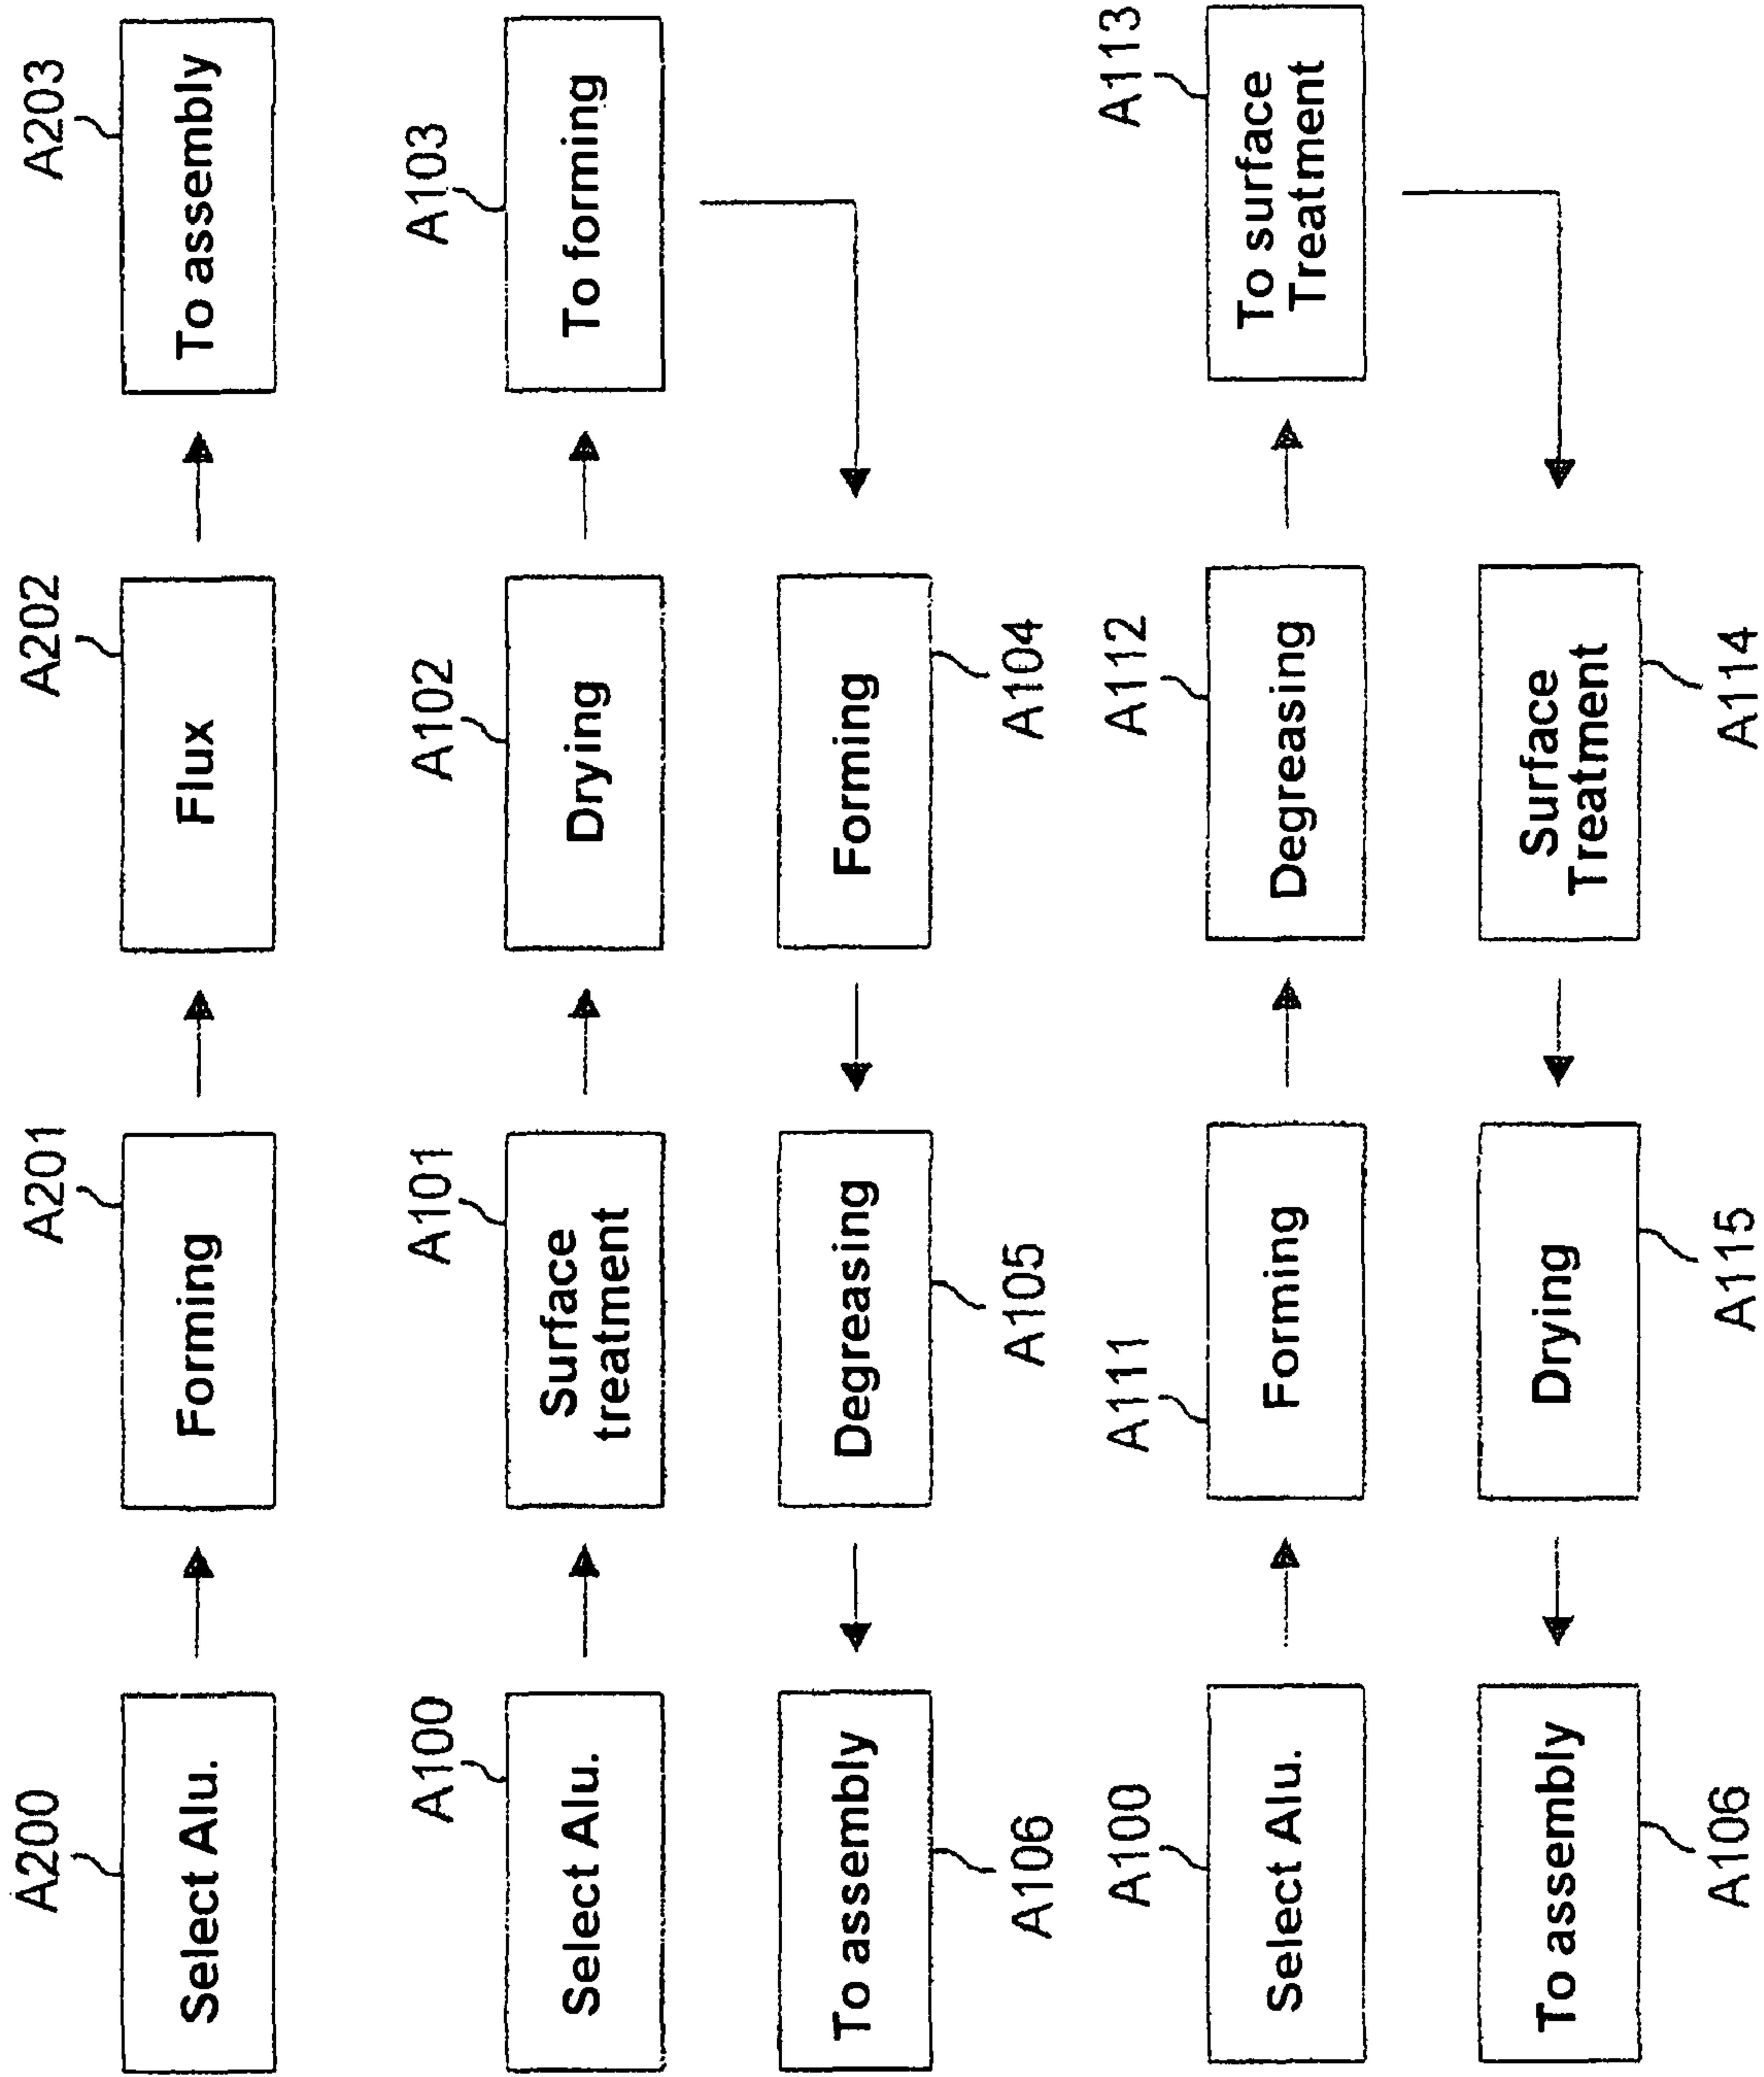 A200
A201
A202
A203
Select Alu.
Forming
Flux
To assembly
A100
A101
A102
A103
Select Alu.
Surface
treatment
Drying
To forming
To assembly
Degreasing
Forming
A106
A105
A104
A100
A111
A112
A113
Select Alu.
Forming
Degreasing
To surface
Treatment
To assembly
Drying
Surface
Treatment
A106
A115
A114